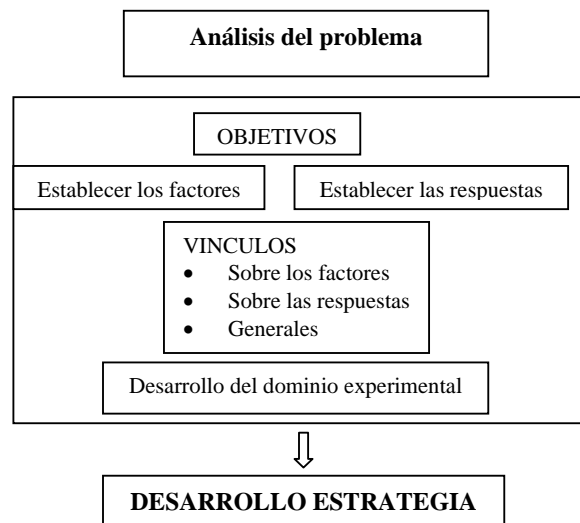 Análisis del problema
OBJETIVOS
Establecer los factores
Establecer las respuestas
VINCULOS
• Sobre los factores
• Sobre las respuestas
• Generales
Desarrollo del dominio experimental
DESARROLLO ESTRATEGIA